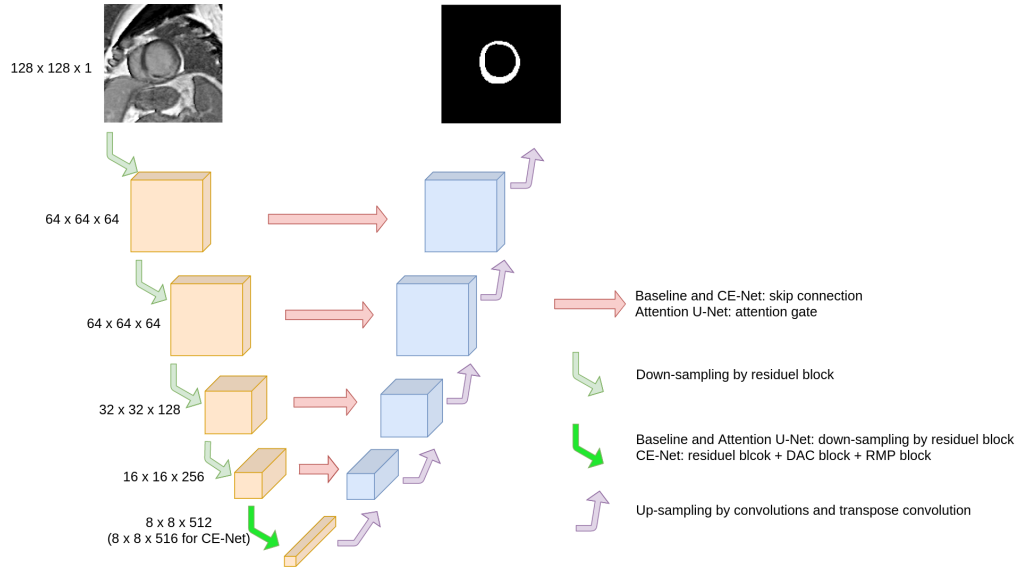 128 x 128 x 1
64 x 64 x 64
64 x 64 x 64
32 x 32 x 128
16 x 16 x 256
8 x 8 x 512
(8 x 8 x 516 for CE-Net)
Baseline and CE-Net: skip connection
Attention U-Net: attention gate
Down-sampling by residuel block
Baseline and Attention U-Net: down-sampling by residuel block
CE-Net: residuel blcok + DAC block + RMP block
Up-sampling by convolutions and transpose convolution